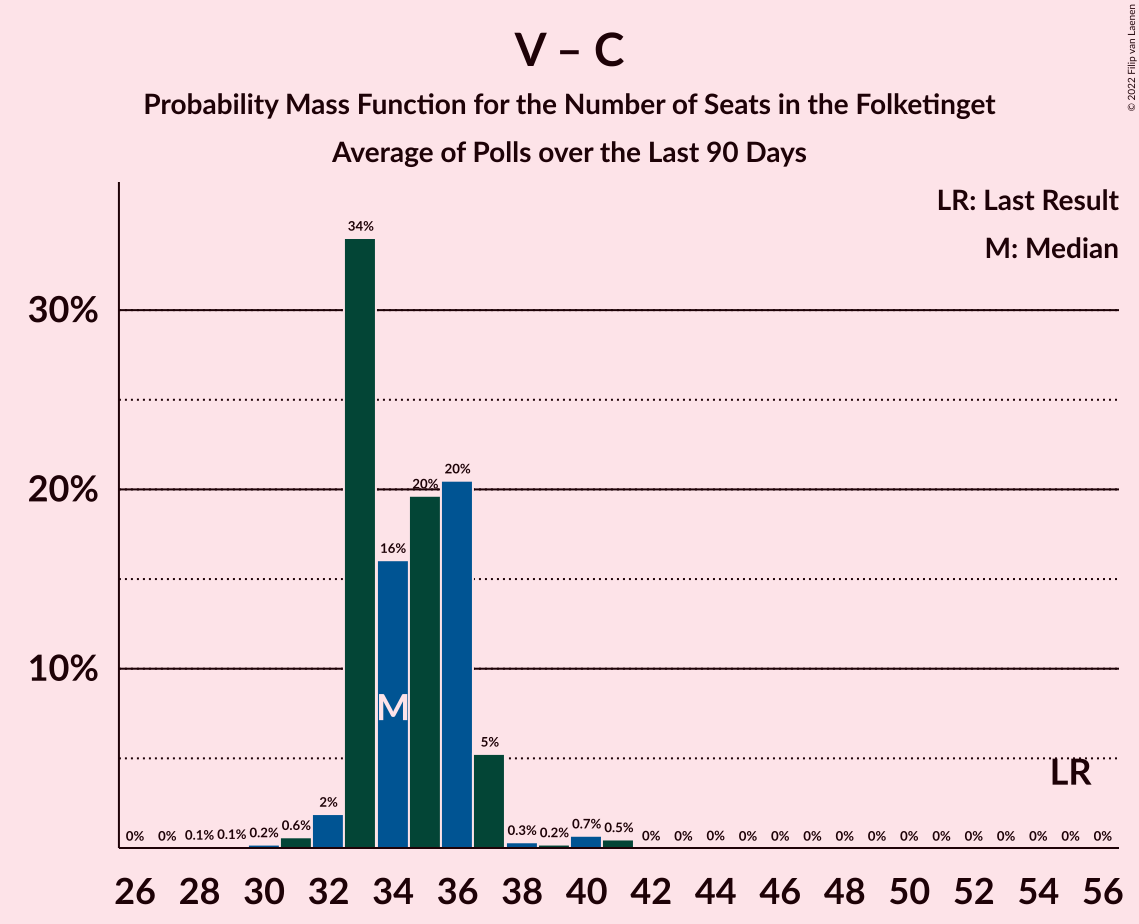 V – C
Probability Mass Function for the Number of Seats in the Folketinget
Average of Polls over the Last 90 Days
© 2022 Filip van Laenen
LR: Last Result
M: Median
30%
20%
10%
0% 0% 0.1% 0.1% 0.2% 0.6% 2% 34% 16% 20% 20% 5% 0.3% 0.2% 0.7% 0.5% 0% 0% 0% 0% 0% 0% 0% 0% 0% 0% 0% 0% 0% 0% 0%
M
LR
26 28 30 32 34 36 38 40 42 44 46 48 50 52 54 56